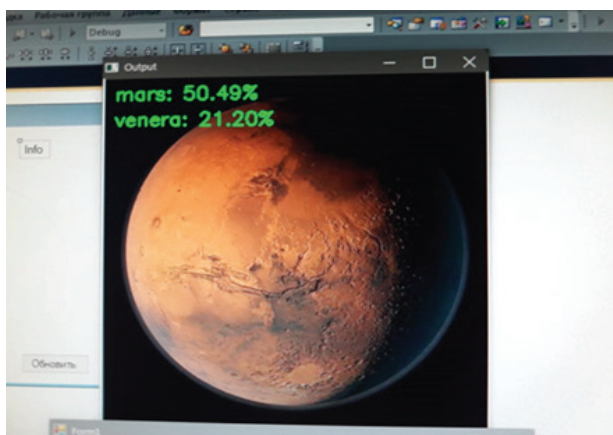 Рабочая группа
Debug
Output
mars: 50.49%
venera: 21.20%
Info
Обновить
Form1